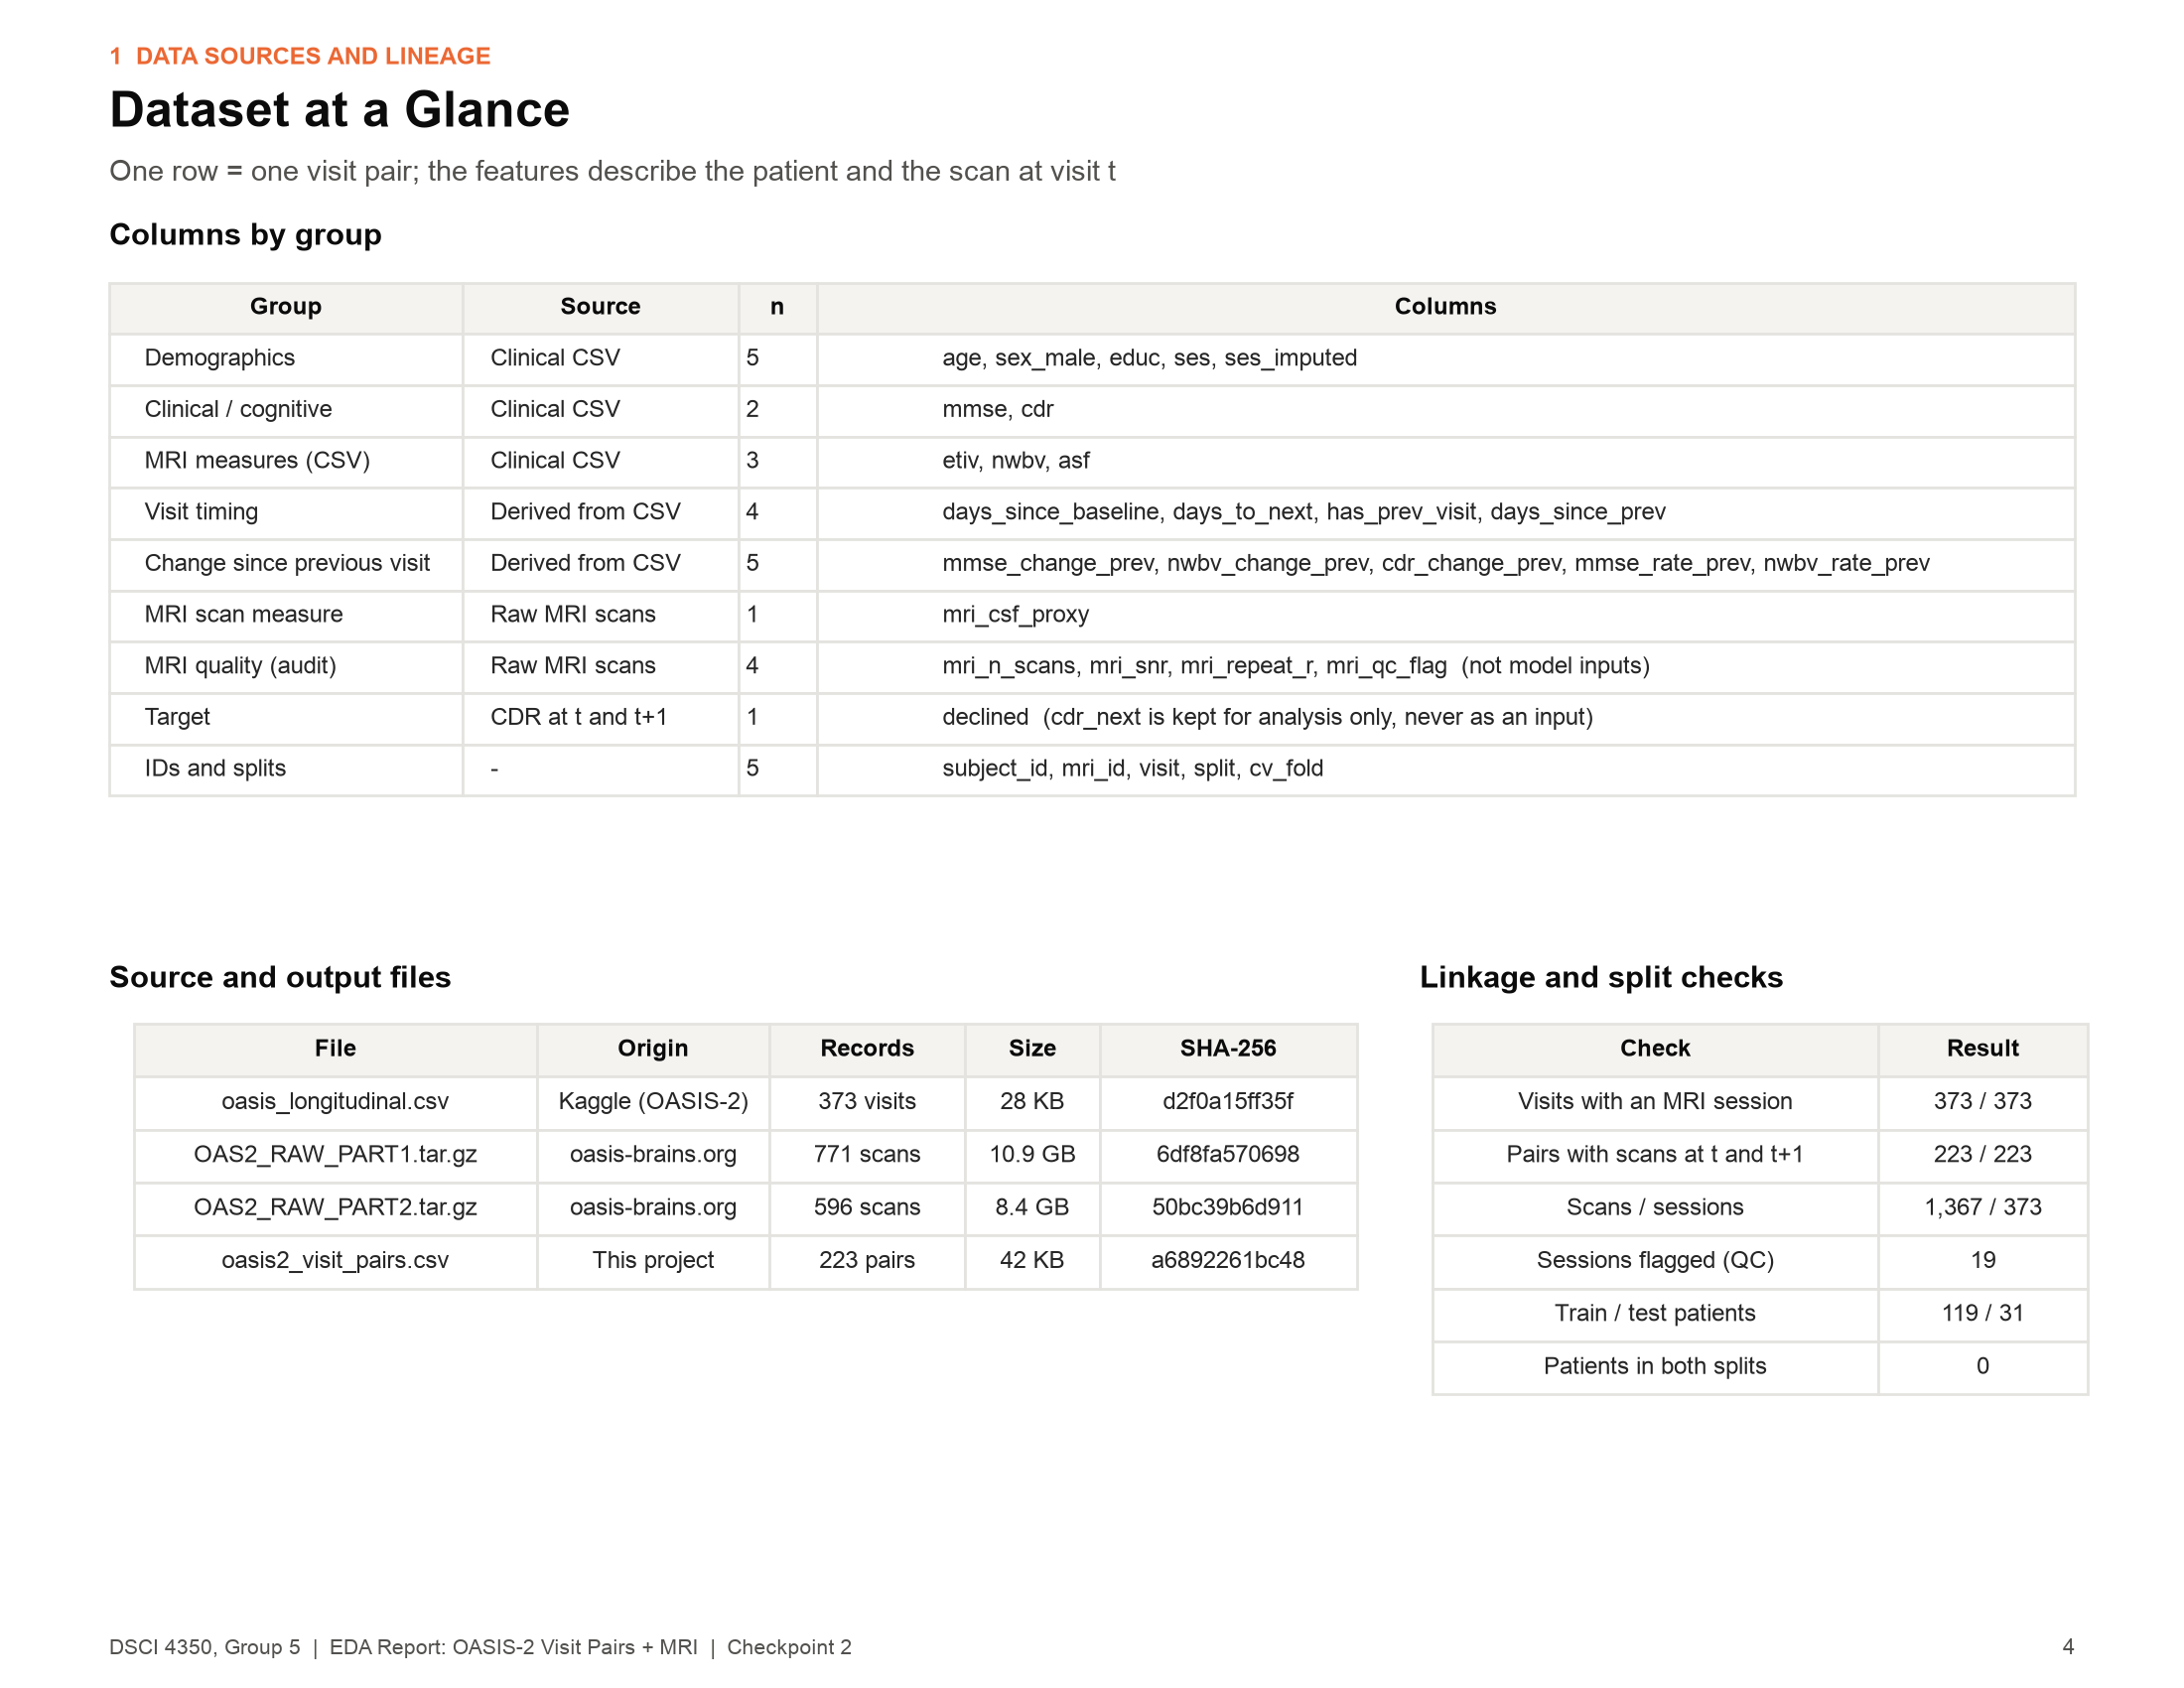 1 DATA SOURCES AND LINEAGE
Dataset at a Glance
One row = one visit pair; the features describe the patient and the scan at visit t
Columns by group
Group Source n Columns
Demographics Clinical CSV 5 age, sex_male, educ, ses, ses_imputed
Clinical / cognitive Clinical CSV 2 mmse, cdr
MRI measures (CSV) Clinical CSV 3 etiv, nwbv, asf
Visit timing Derived from CSV 4 days_since_baseline, days_to_next, has_prev_visit, days_since_prev
Change since previous visit Derived from CSV 5 mmse_change_prev, nwbv_change_prev, cdr_change_prev, mmse_rate_prev, nwbv_rate_prev
MRI scan measure Raw MRI scans 1 mri_csf_proxy
MRI quality (audit) Raw MRI scans 4 mri_n_scans, mri_snr, mri_repeat_r, mri_qc_flag (not model inputs)
Target CDR at t and t+1 1 declined (cdr_next is kept for analysis only, never as an input)
IDs and splits - 5 subject_id, mri_id, visit, split, cv_fold
Source and output files
File Origin Records Size SHA-256
oasis_longitudinal.csv Kaggle (OASIS-2) 373 visits 28 KB d2f0a15ff35f
OAS2_RAW_PART1.tar.gz oasis-brains.org 771 scans 10.9 GB 6df8fa570698
OAS2_RAW_PART2.tar.gz oasis-brains.org 596 scans 8.4 GB 50bc39b6d911
oasis2_visit_pairs.csv This project 223 pairs 42 KB a6892261bc48
Linkage and split checks
Check Result
Visits with an MRI session 373 / 373
Pairs with scans at t and t+1 223 / 223
Scans / sessions 1,367 / 373
Sessions flagged (QC) 19
Train / test patients 119 / 31
Patients in both splits 0
DSCI 4350, Group 5 | EDA Report: OASIS-2 Visit Pairs + MRI | Checkpoint 2 4